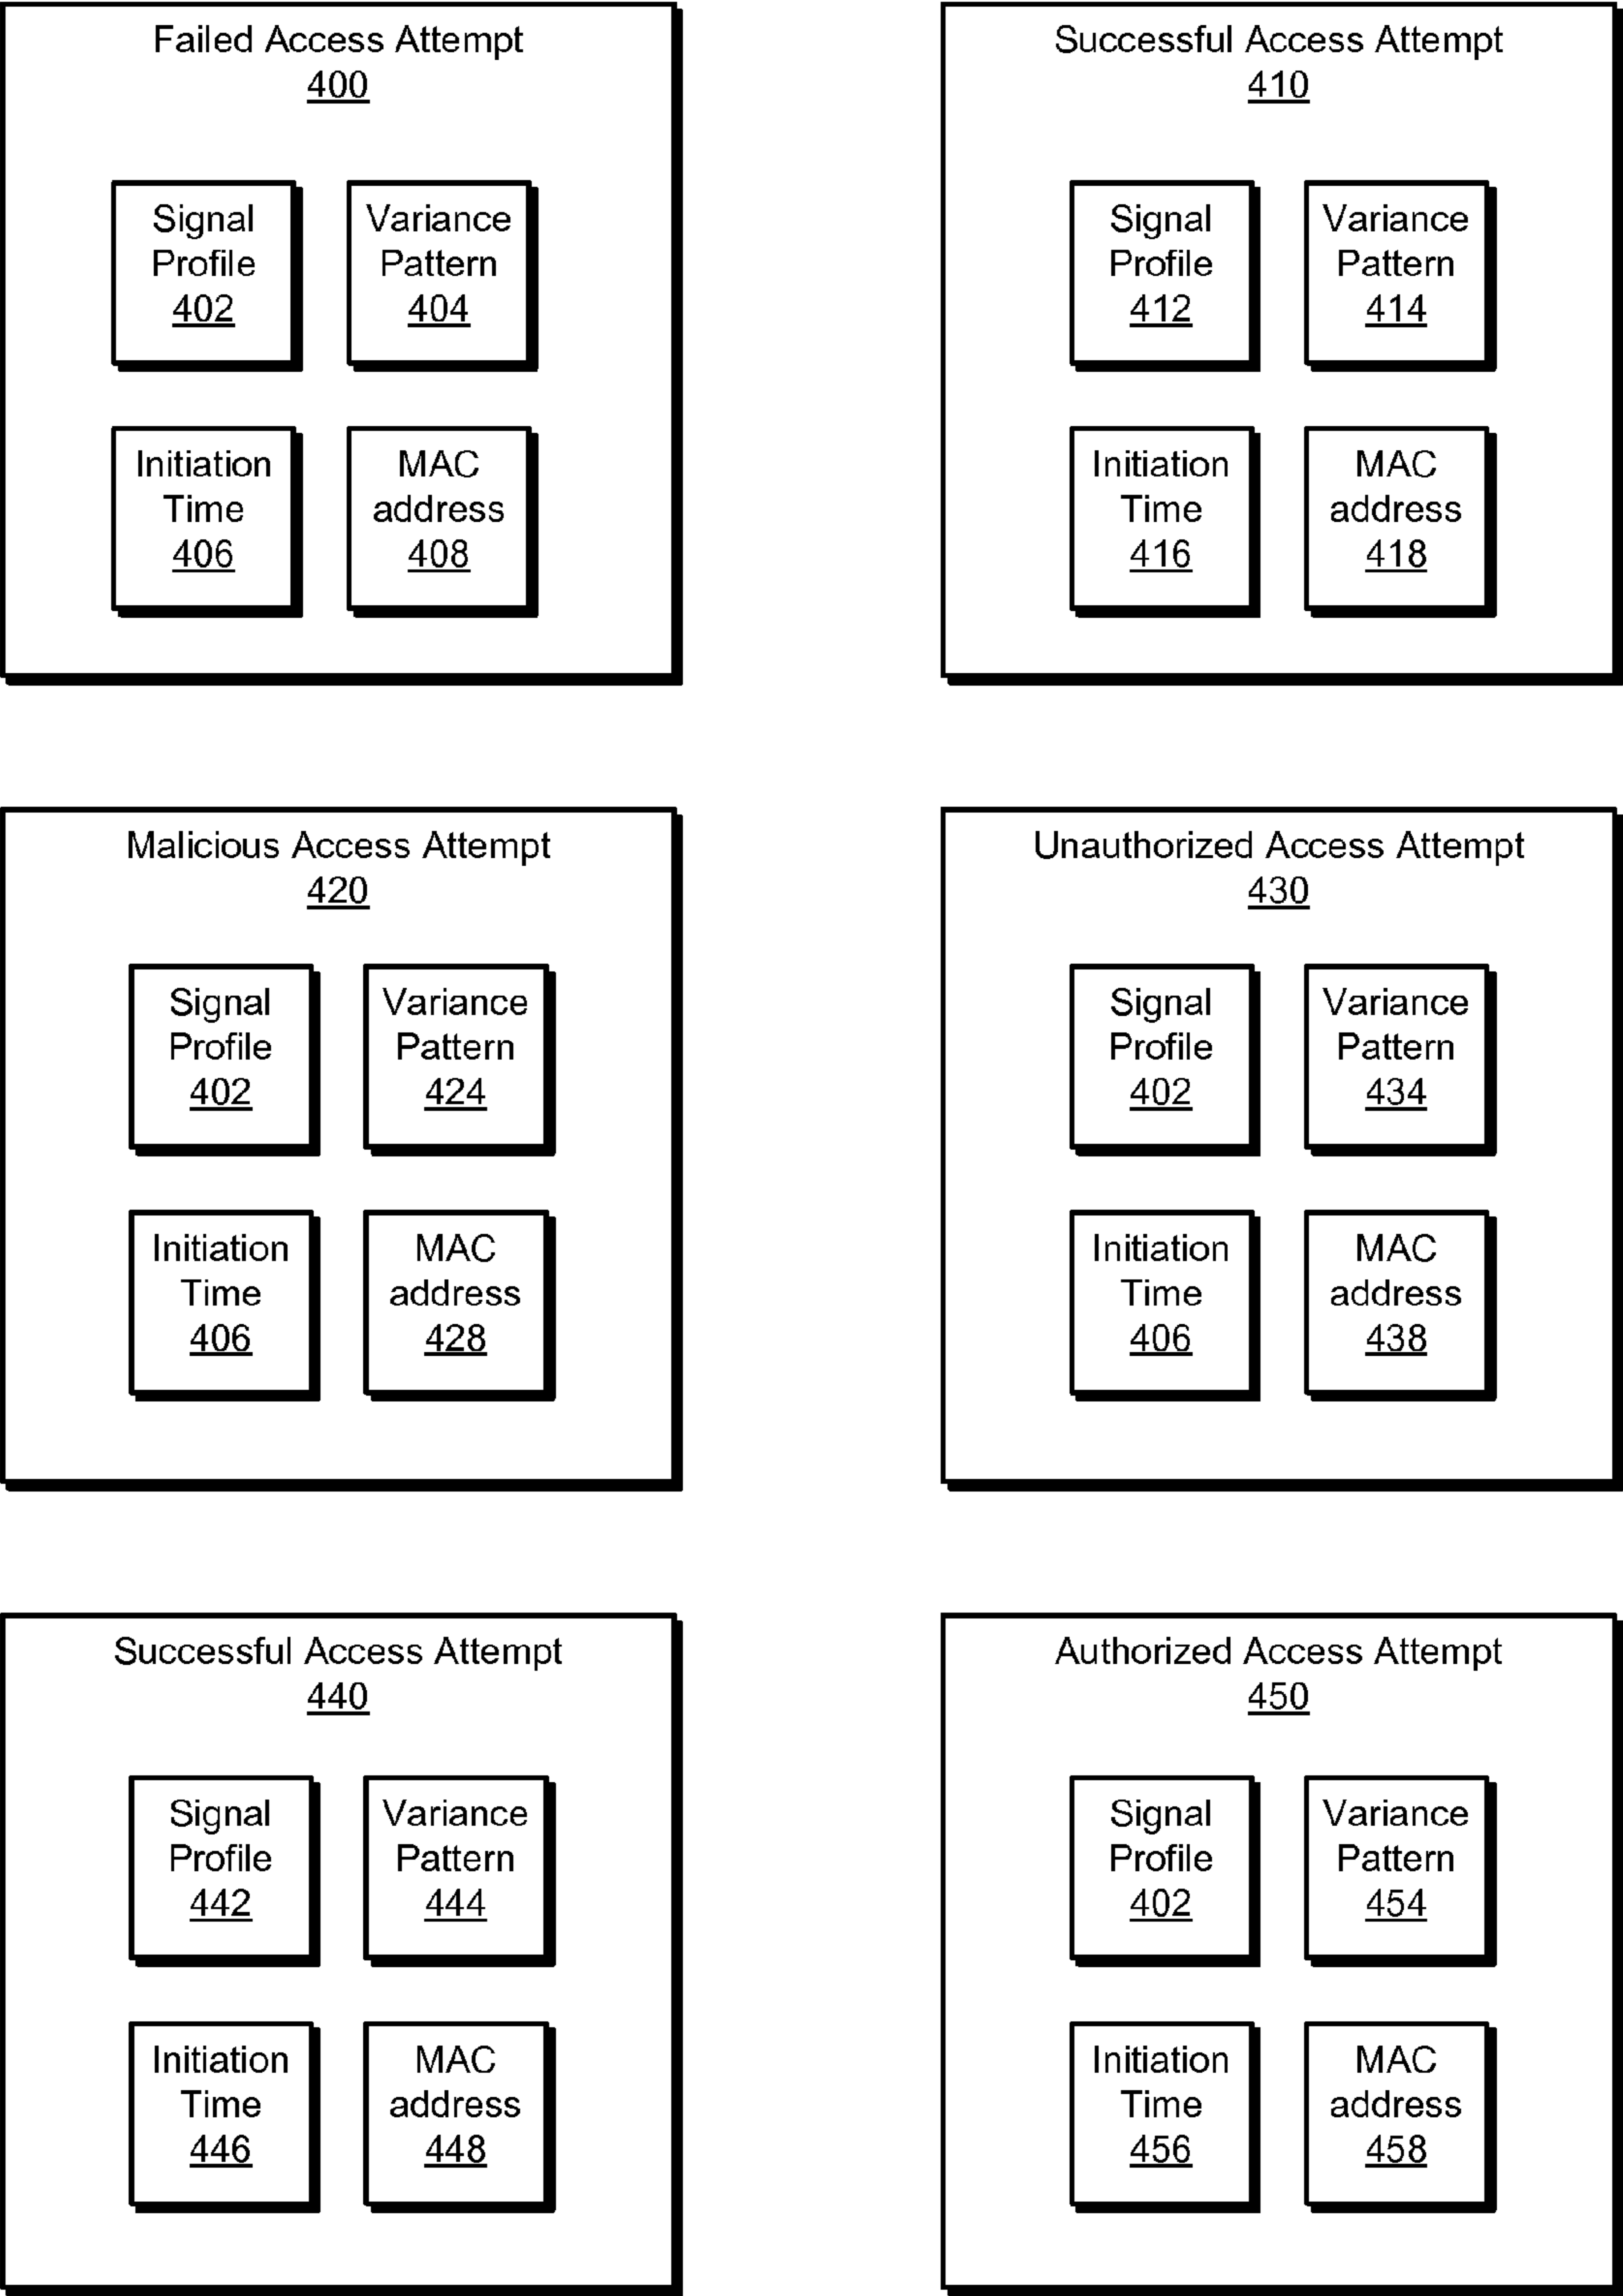 Failed Access Attempt
400
Signal
Profile
402
Variance
Pattern
404
Initiation
Time
406
MAC
address
408
Successful Access Attempt
410
Signal
Profile
412
Variance
Pattern
414
Initiation
Time
416
MAC
address
418
Malicious Access Attempt
420
Signal
Profile
402
Variance
Pattern
424
Initiation
Time
406
MAC
address
428
Unauthorized Access Attempt
430
Signal
Profile
402
Variance
Pattern
434
Initiation
Time
406
MAC
address
438
Successful Access Attempt
440
Signal
Profile
442
Variance
Pattern
444
Initiation
Time
446
MAC
address
448
Authorized Access Attempt
450
Signal
Profile
402
Variance
Pattern
454
Initiation
Time
456
MAC
address
458